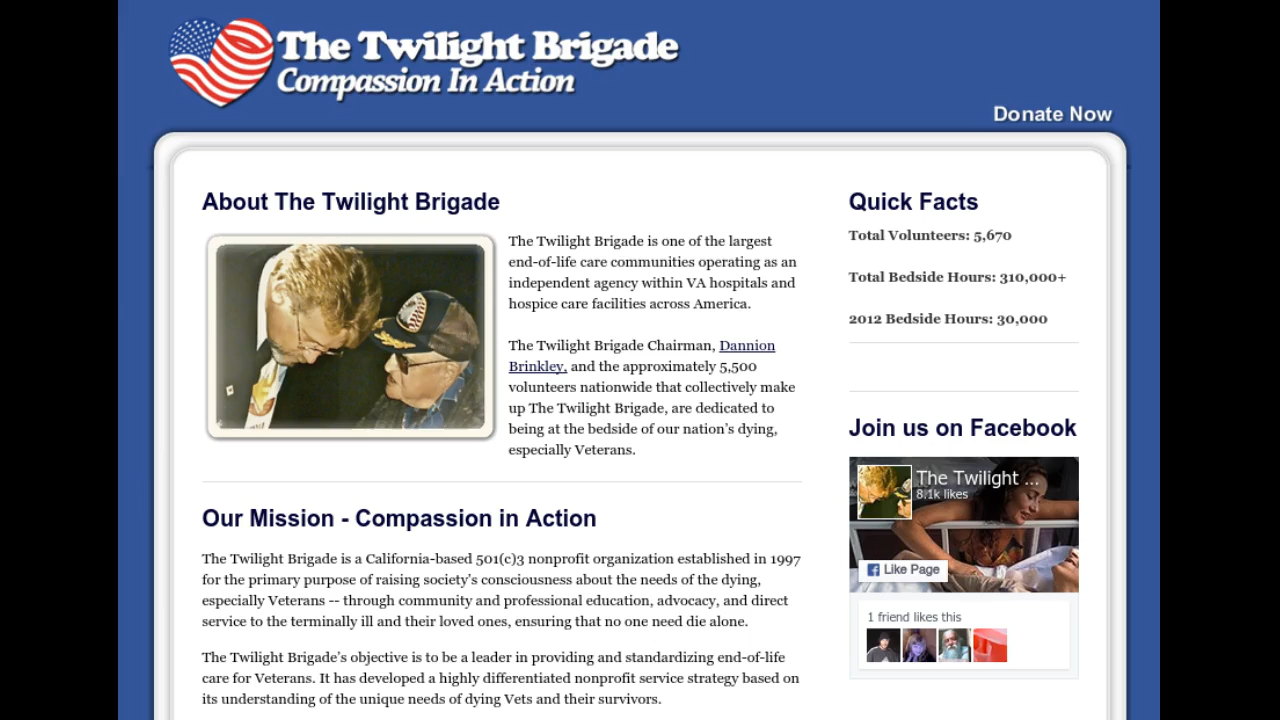 The Twilight Brigade
Compassion In Action
Donate Now
About The Twilight Brigade
The Twilight Brigade is one of the largest
end-of-life care communities operating as an
independent agency within VA hospitals and
hospice care facilities across America.
The Twilight Brigade Chairman, Dannion
Brinkley, and the approximately 5,500
volunteers nationwide that collectively make
up The Twilight Brigade, are dedicated to
being at the bedside of our nation's dying,
especially Veterans.
Our Mission - Compassion in Action
The Twilight Brigade is a California-based 501(c)3 nonprofit organization established in 1997
for the primary purpose of raising society's consciousness about the needs of the dying,
especially Veterans -- through community and professional education, advocacy, and direct
service to the terminally ill and their loved ones, ensuring that no one need die alone.
The Twilight Brigade's objective is to be a leader in providing and standardizing end-of-life
care for Veterans. It has developed a highly differentiated nonprofit service strategy based on
its understanding of the unique needs of dying Vets and their survivors.
Quick Facts
Total Volunteers: 5,670
Total Bedside Hours: 310,000+
2012 Bedside Hours: 30,000
Join us on Facebook
The Twilight ...
8.1k likes
Like Page
1 friend likes this